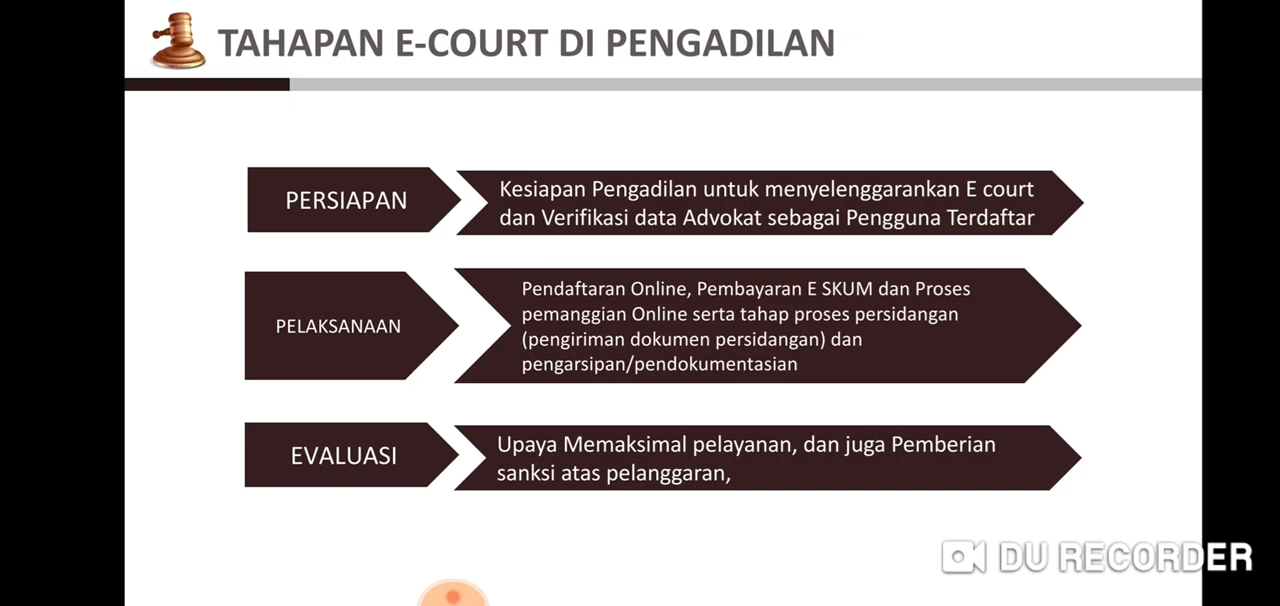 TAHAPAN E-COURT DI PENGADILAN
PERSIAPAN
Kesiapan Pengadilan untuk menyelenggarankan E court
dan Verifikasi data Advokat sebagai Pengguna Terdaftar
PELAKSANAAN
Pendaftaran Online, Pembayaran E SKUM dan Proses
pemanggian Online serta tahap proses persidangan
(pengiriman dokumen persidangan) dan
pengarsipan/pendokumentasian
EVALUASI
Upaya Memaksimal pelayanan, dan juga Pemberian
sanksi atas pelanggaran,
DU RECORDER